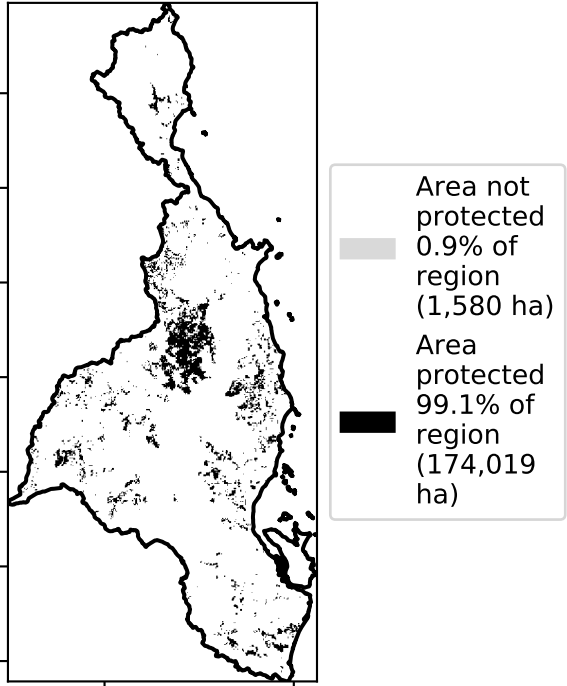 Area not
protected
0.9% of
region
(1,580 ha)
Area
protected
99.1% of
region
(174,019
ha)